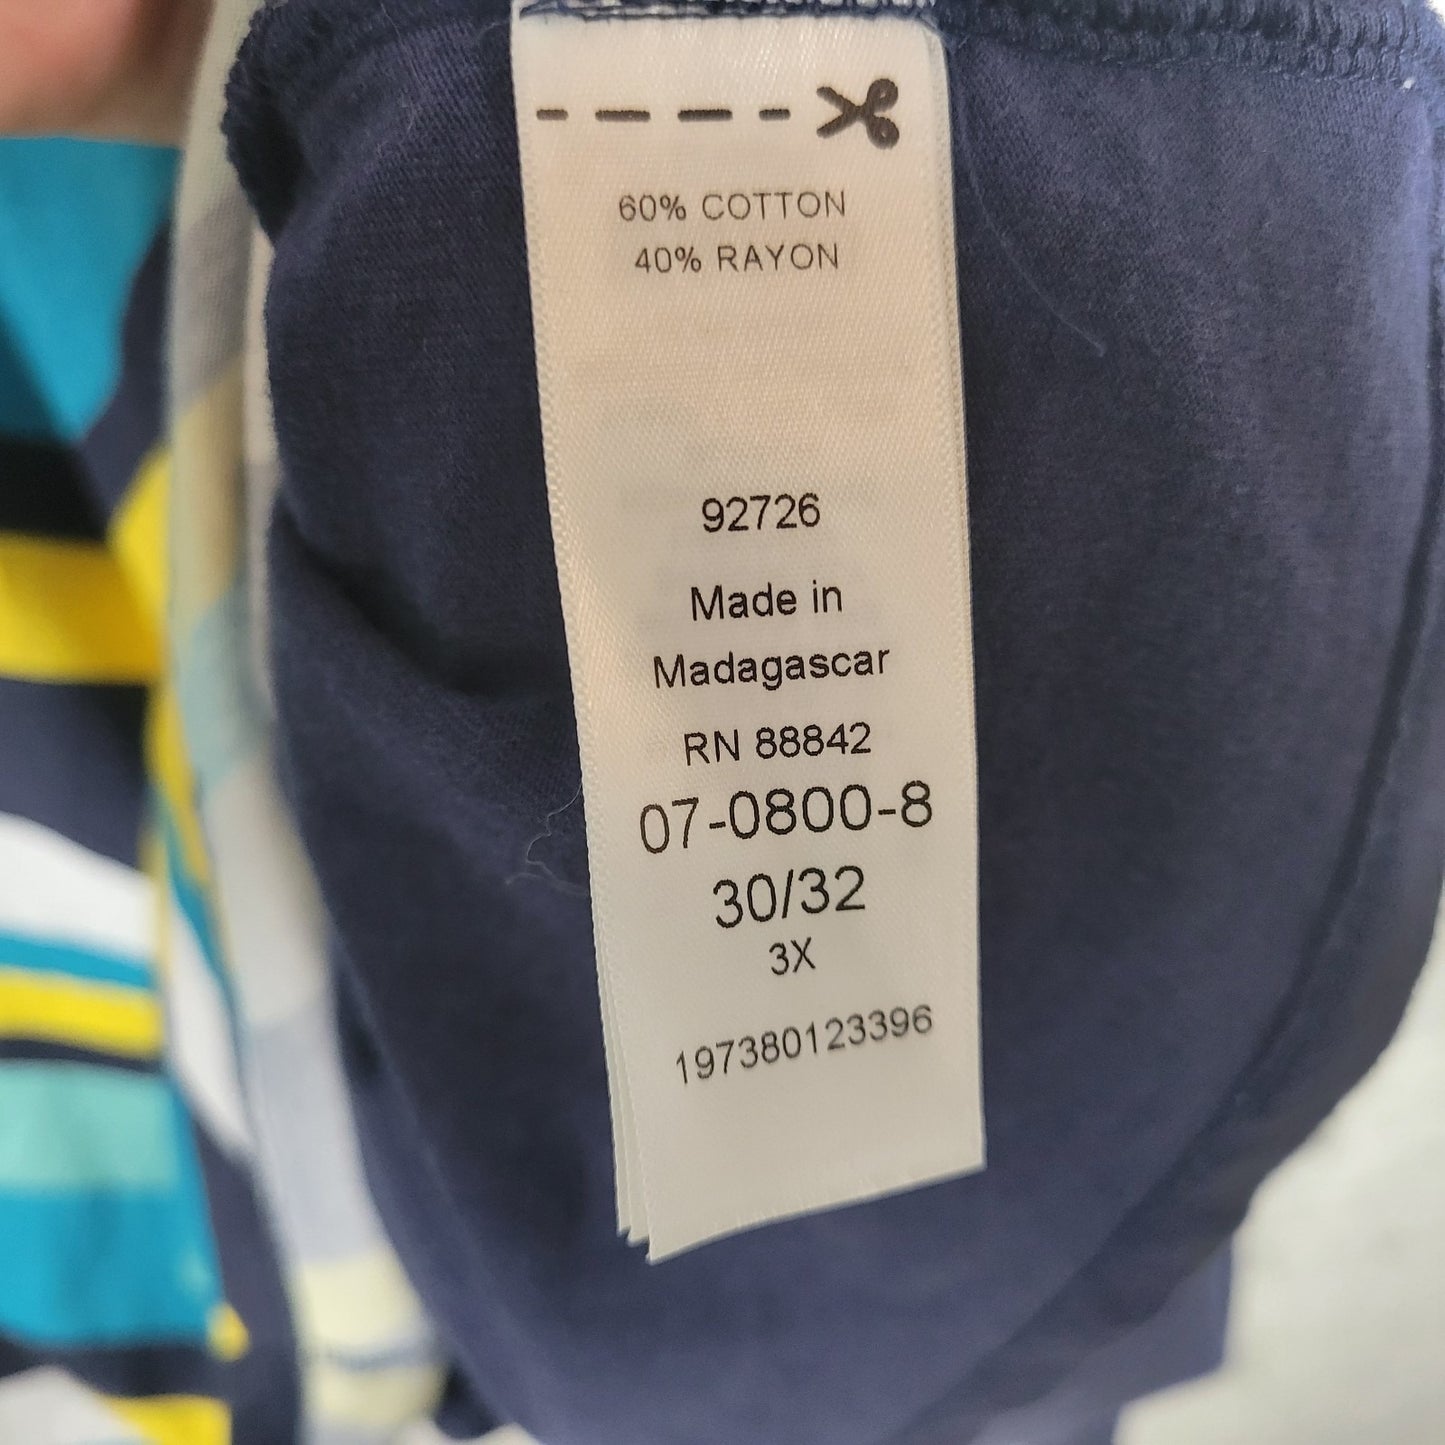 60% COTTON
40% RAYON
92726
Made in
Madagascar
RN 88842
07-0800-8
30/32
3X
197380123396